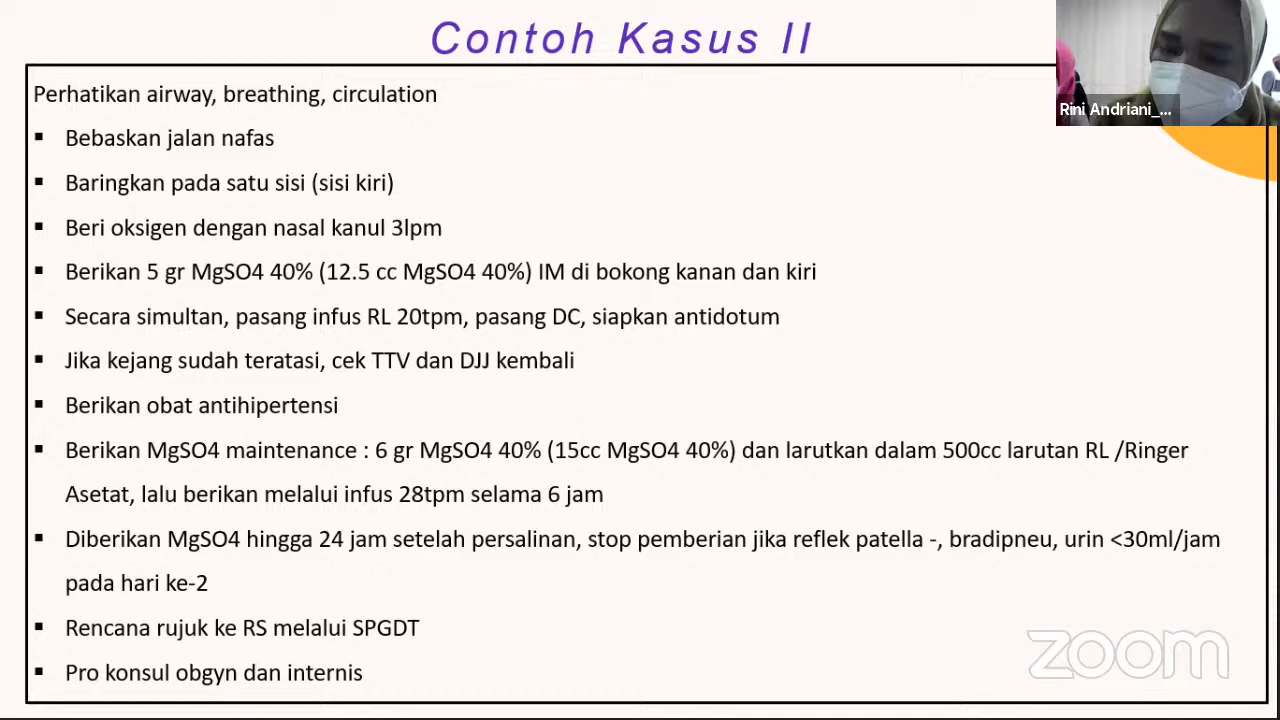 Contoh Kasus II
Rini Andriani_...
Perhatikan airway, breathing, circulation
▪ Bebaskan jalan nafas
▪ Baringkan pada satu sisi (sisi kiri)
▪ Beri oksigen dengan nasal kanul 3lpm
▪ Berikan 5 gr MgSO4 40% (12.5 cc MgSO4 40%) IM di bokong kanan dan kiri
▪ Secara simultan, pasang infus RL 20tpm, pasang DC, siapkan antidotum
▪ Jika kejang sudah teratasi, cek TTV dan DJJ kembali
▪ Berikan obat antihipertensi
▪ Berikan MgSO4 maintenance : 6 gr MgSO4 40% (15cc MgSO4 40%) dan larutkan dalam 500cc larutan RL /Ringer
Asetat, lalu berikan melalui infus 28tpm selama 6 jam
▪ Diberikan MgSO4 hingga 24 jam setelah persalinan, stop pemberian jika reflek patella -, bradipneu, urin <30ml/jam
pada hari ke-2
▪ Rencana rujuk ke RS melalui SPGDT
▪ Pro konsul obgyn dan internis
zoom